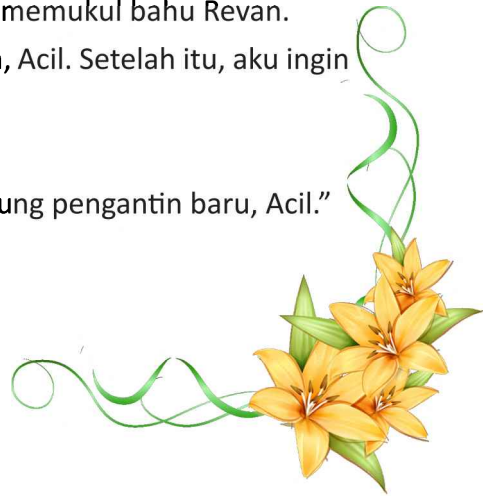 memukul bahu Revan.
, Acil. Setelah itu, aku ingin
ung pengantin baru, Acil.”